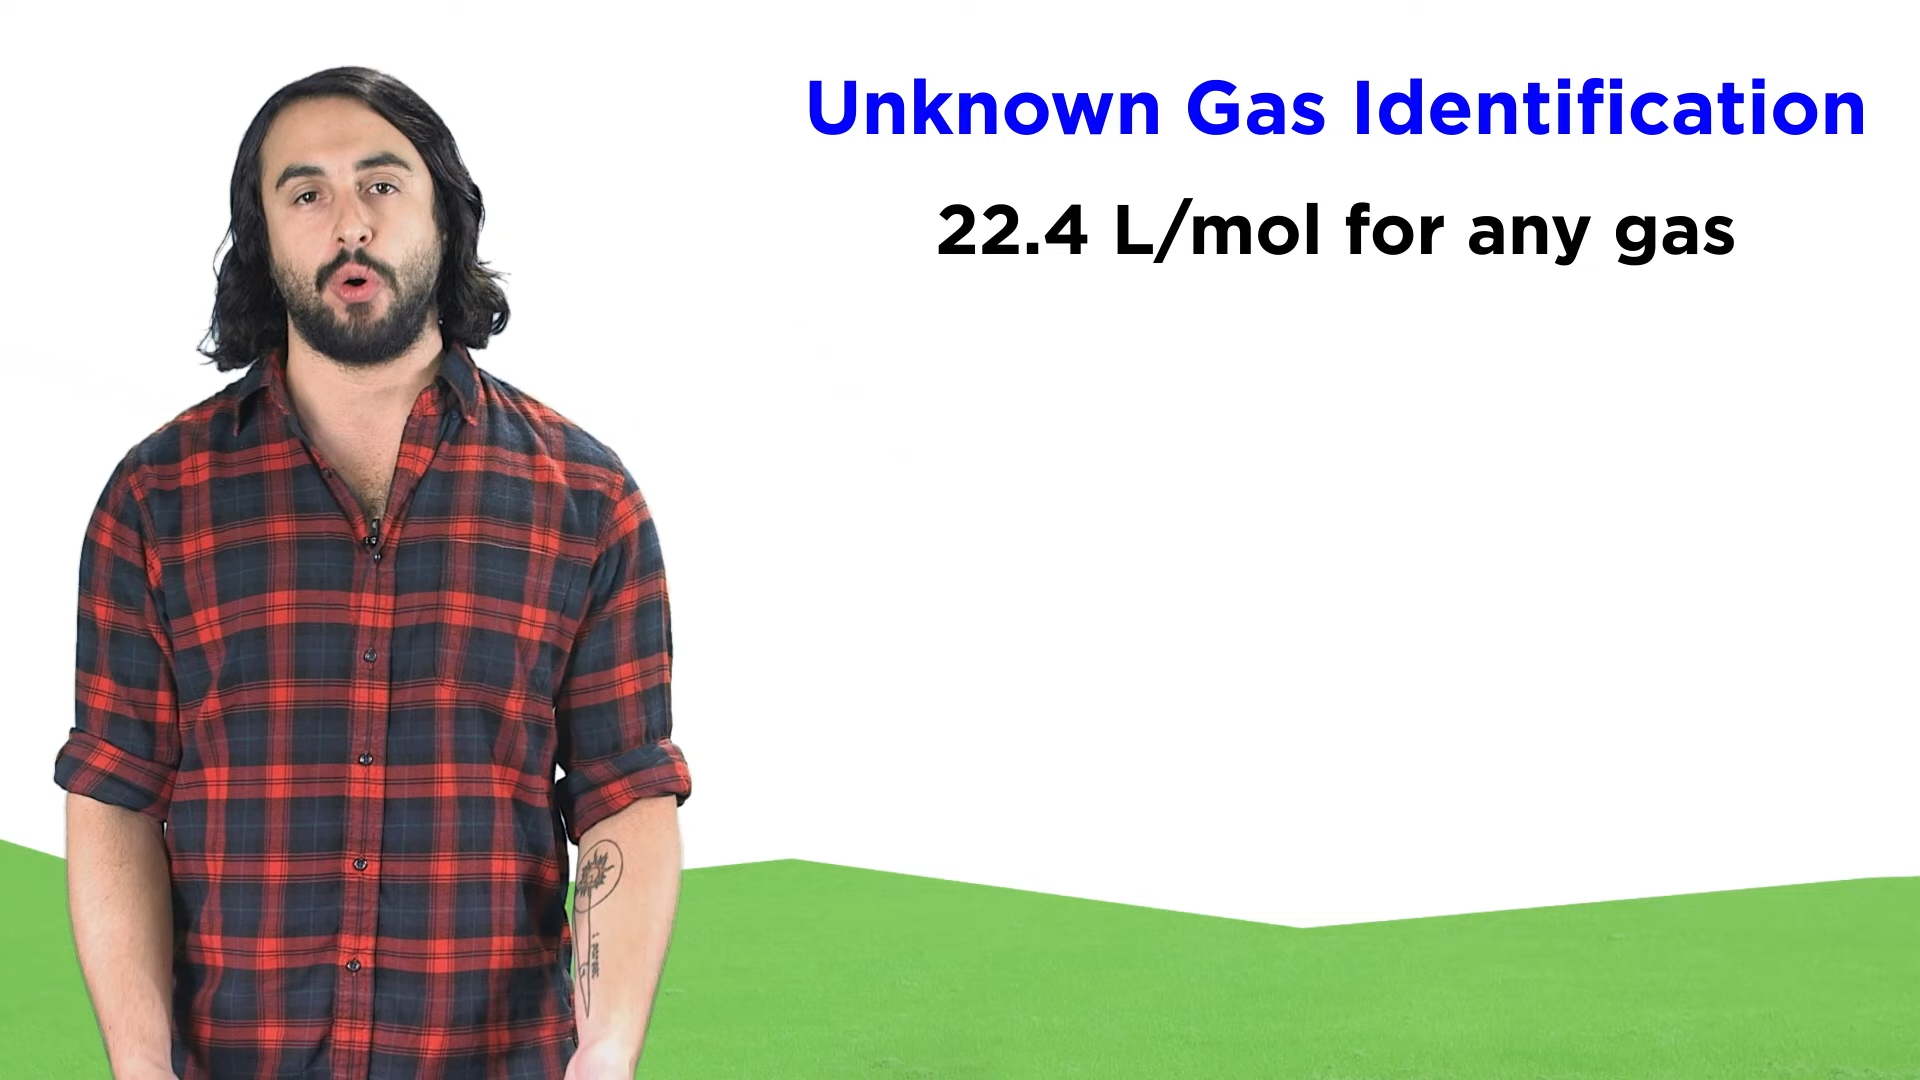 Unknown Gas Identification
22.4 L/mol for any gas